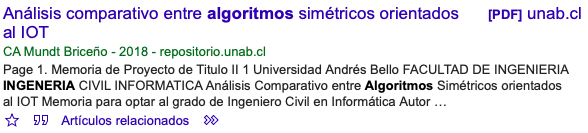 Análisis comparativo entre algoritmos simétricos orientados al IOT
[PDF] unab.cl
CA Mundt Briceño - 2018 - repositorio.unab.cl
Page 1. Memoria de Proyecto de Titulo II 1 Universidad Andrés Bello FACULTAD DE INGENIERIA
INGENERIA CIVIL INFORMATICA Análisis Comparativo entre Algoritmos Simétricos orientados
al IOT Memoria para optar al grado de Ingeniero Civil en Informática Autor …
Artículos relacionados